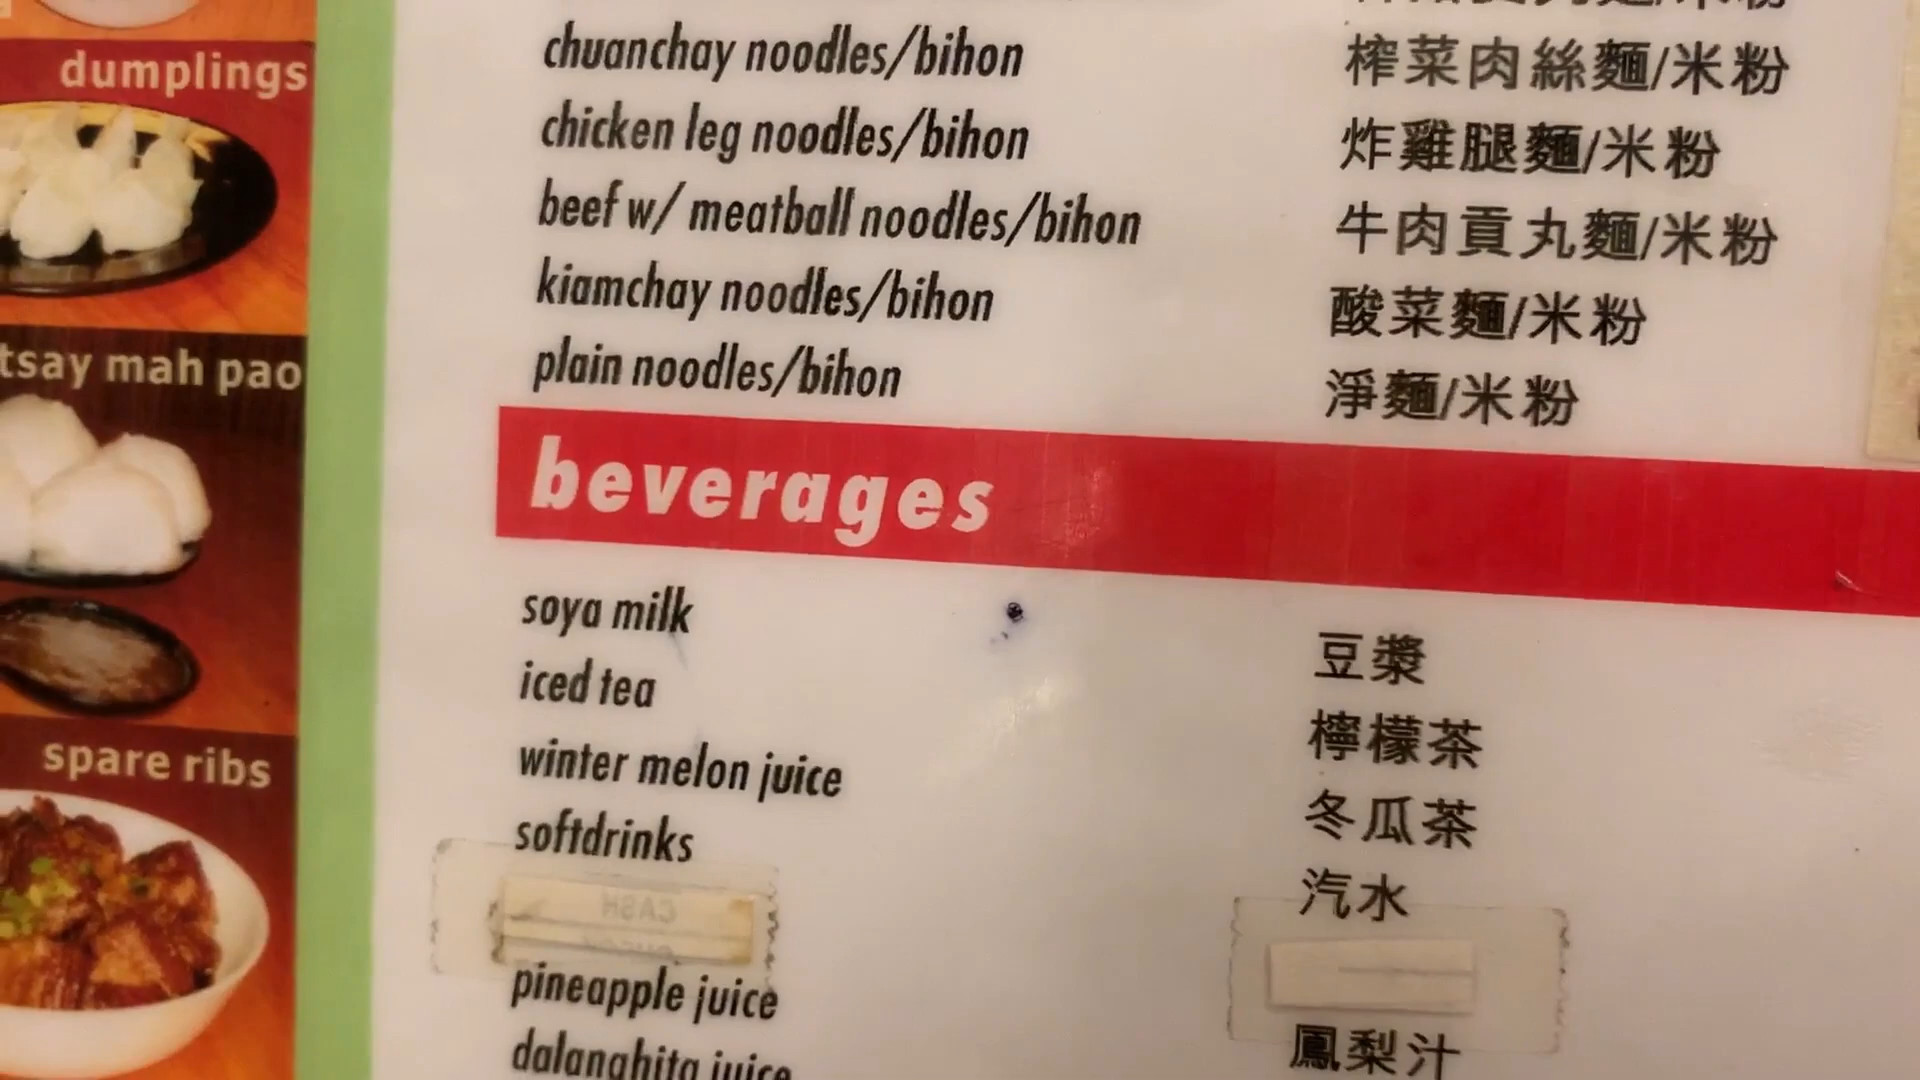 dumplings
tsay mah pao
spare ribs
chuanchay noodles/bihon 榨菜肉絲麵/米粉
chicken leg noodles/bihon 炸雞腿麵/米粉
beef w/ meatball noodles/bihon 牛肉貢丸麵/米粉
kiamchay noodles/bihon 酸菜麵/米粉
plain noodles/bihon 淨麵/米粉
beverages
soya milk 豆漿
iced tea 檸檬茶
winter melon juice 冬瓜茶
softdrinks 汽水
CASH
pineapple juice 鳳梨汁
dalanghita juice